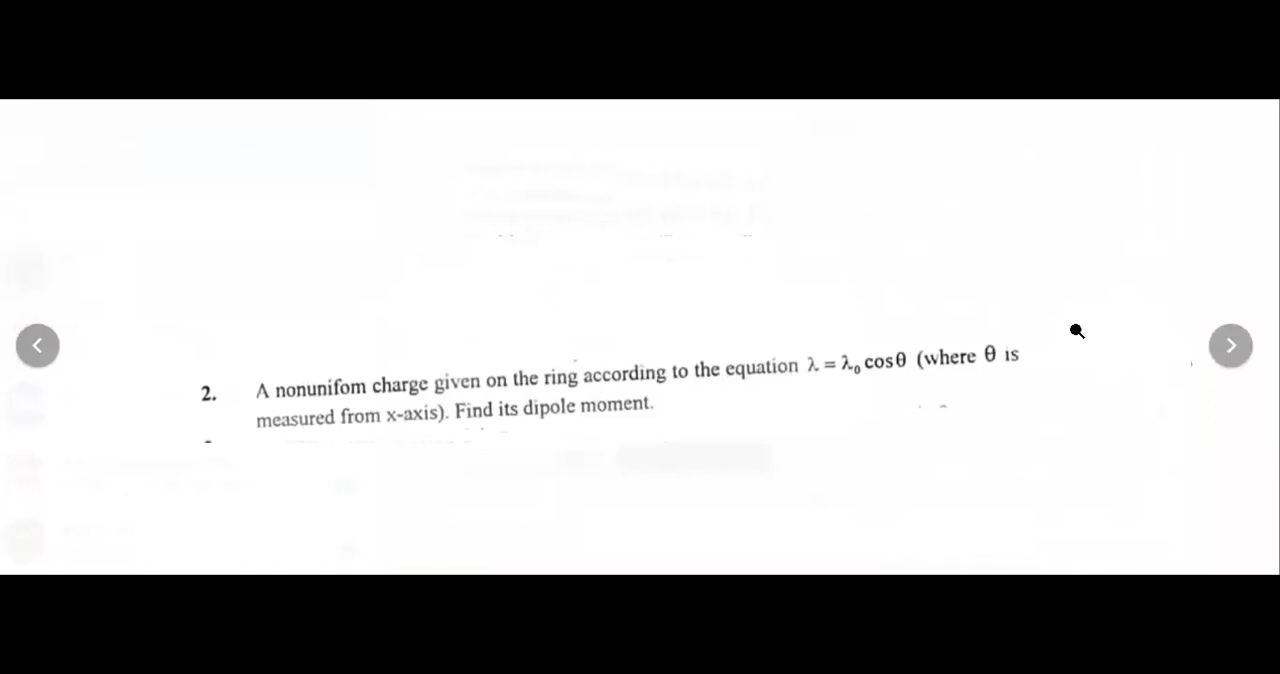 2. A nonunifom charge given on the ring according to the equation λ = λ₀ cosθ (where θ is
measured from x-axis). Find its dipole moment.